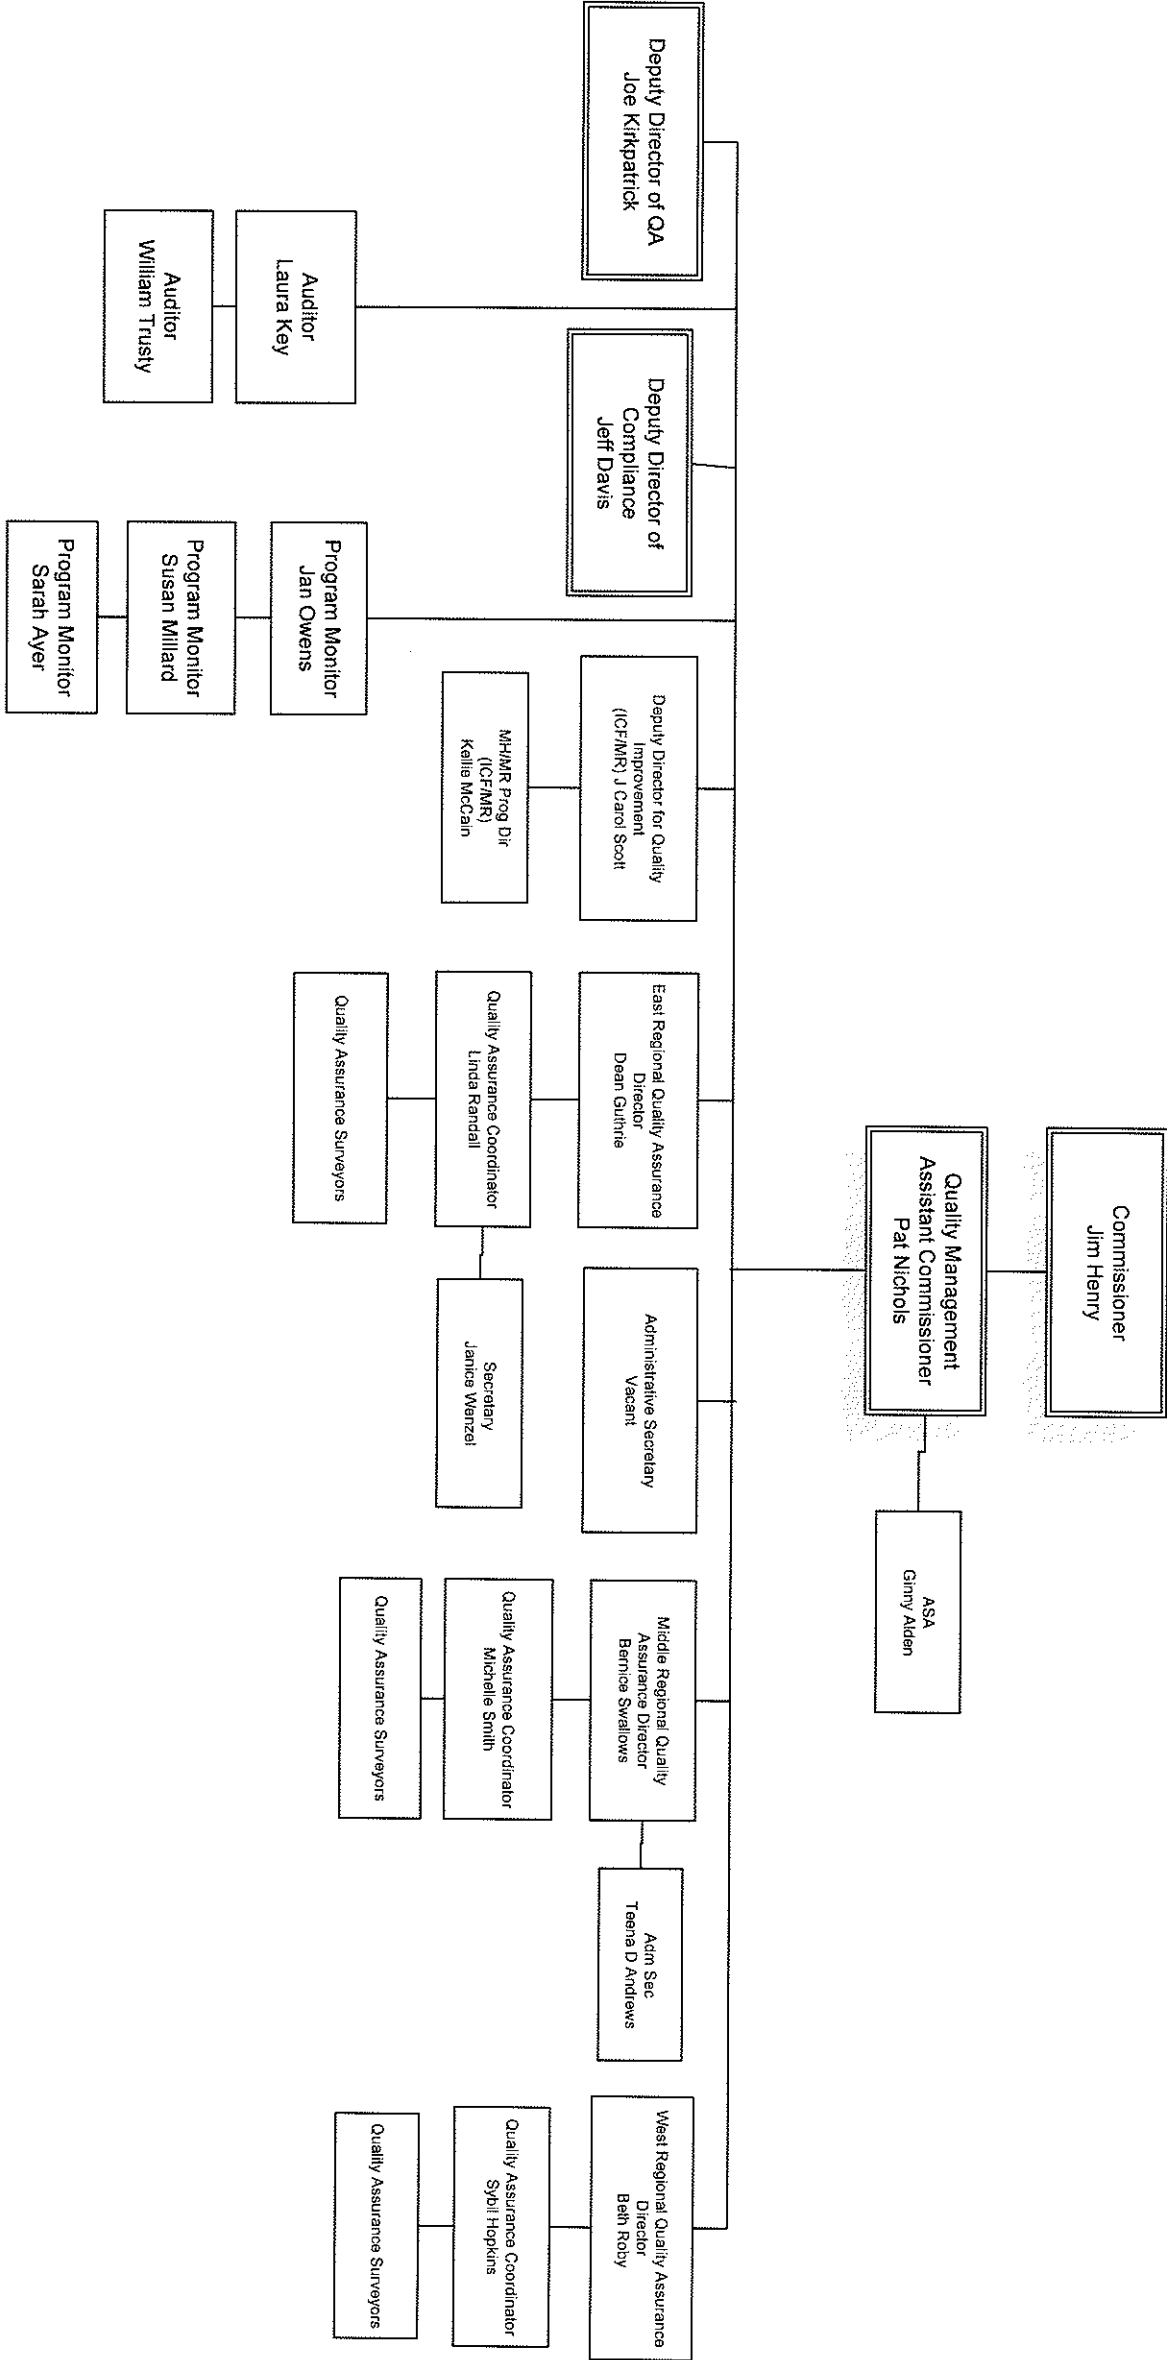 Commissioner
Jim Henry
Quality Management
Assistant Commissioner
Pat Nichols
ASA
Ginny Alden
Deputy Director of QA
Joe Kirkpatrick
Auditor
Laura Key
Auditor
William Trusty
Deputy Director of
Compliance
Jeff Davis
Program Monitor
Jan Owens
Program Monitor
Susan Millard
Program Monitor
Sarah Ayer
Deputy Director for Quality
Improvement
(ICF/MR) J Carol Scott
MH/MR Prog Dir
(ICF/MR)
Kellie McCain
East Regional Quality Assurance
Director
Dean Guthrie
Quality Assurance Coordinator
Linda Randall
Quality Assurance Surveyors
Secretary
Janice Wenzel
Administrative Secretary
Vacant
Middle Regional Quality
Assurance Director
Bernice Swallows
Quality Assurance Coordinator
Michelle Smith
Quality Assurance Surveyors
Adm Sec
Teena D Andrews
West Regional Quality Assurance
Director
Beth Roby
Quality Assurance Coordinator
Sybil Hopkins
Quality Assurance Surveyors